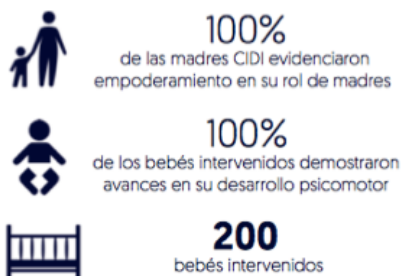 100%
de las madres CIDI evidenciaron
empoderamiento en su rol de madres
100%
de los bebés intervenidos demostraron
avances en su desarrollo psicomotor
200
bebés intervenidos